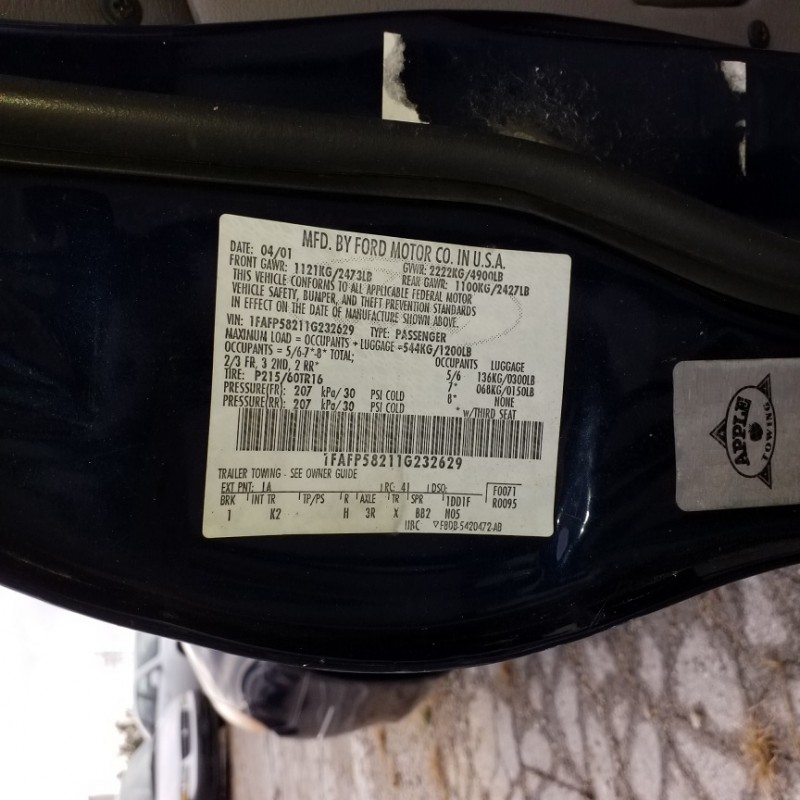 MFD. BY FORD MOTOR CO. IN U.S.A.
DATE: 04/01 GVWR: 2222KG/4900LB
FRONT GAWR: 1121KG/2473LB REAR GAWR: 1100KG/2427LB
THIS VEHICLE CONFORMS TO ALL APPLICABLE FEDERAL MOTOR
VEHICLE SAFETY, BUMPER, AND THEFT PREVENTION STANDARDS
IN EFFECT ON THE DATE OF MANUFACTURE SHOWN ABOVE.
VIN: 1FAFP58211G232629 TYPE: PASSENGER
MAXIMUM LOAD = OCCUPANTS + LUGGAGE =544KG/1200LB
OCCUPANTS = 5/6-7*-8* TOTAL; OCCUPANTS LUGGAGE
2/3 FR, 3 2ND, 2 RR* 5/6 136KG/0300LB
TIRE: P215/60TR16 7* 068KG/0150LB
PRESSURE(FR): 207 kPa/30 PSI COLD 8* NONE
PRESSURE(RR): 207 kPa/30 PSI COLD * w/THIRD SEAT
1FAFP58211G232629
TRAILER TOWING - SEE OWNER GUIDE
EXT PNT: LA RC: 41 DSO: F0071
BRK INT TR TP/PS R AXLE TR SPR 1DD1F R0095
1 K2 H 3R X BB2 N05
UBC ▽F80B-5420472-AB
APPLE
TOWING